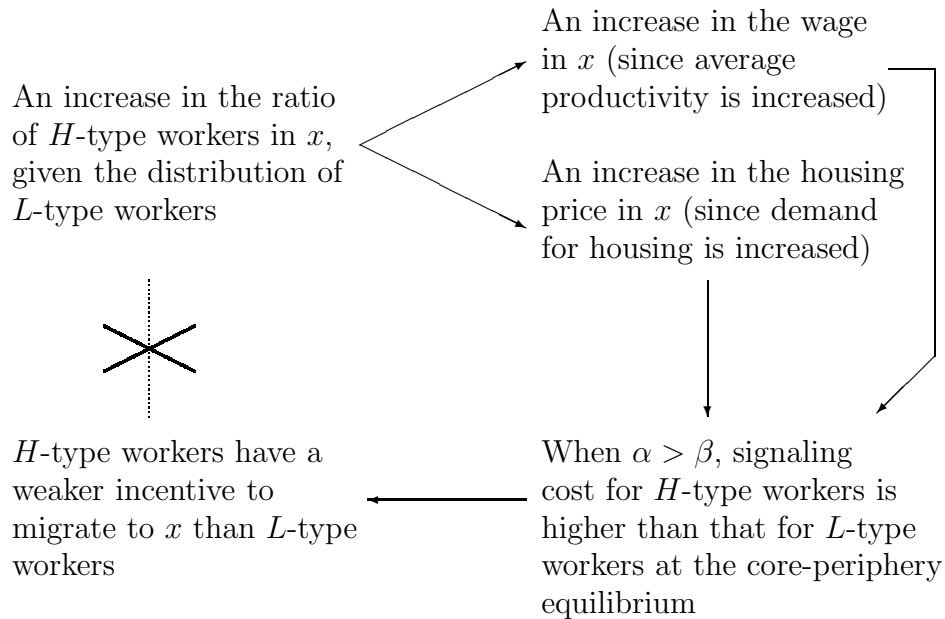 An increase in the ratio
of H-type workers in x,
given the distribution of
L-type workers
An increase in the wage
in x (since average
productivity is increased)
An increase in the housing
price in x (since demand
for housing is increased)
H-type workers have a
weaker incentive to
migrate to x than L-type
workers
When α > β, signaling
cost for H-type workers is
higher than that for L-type
workers at the core-periphery
equilibrium